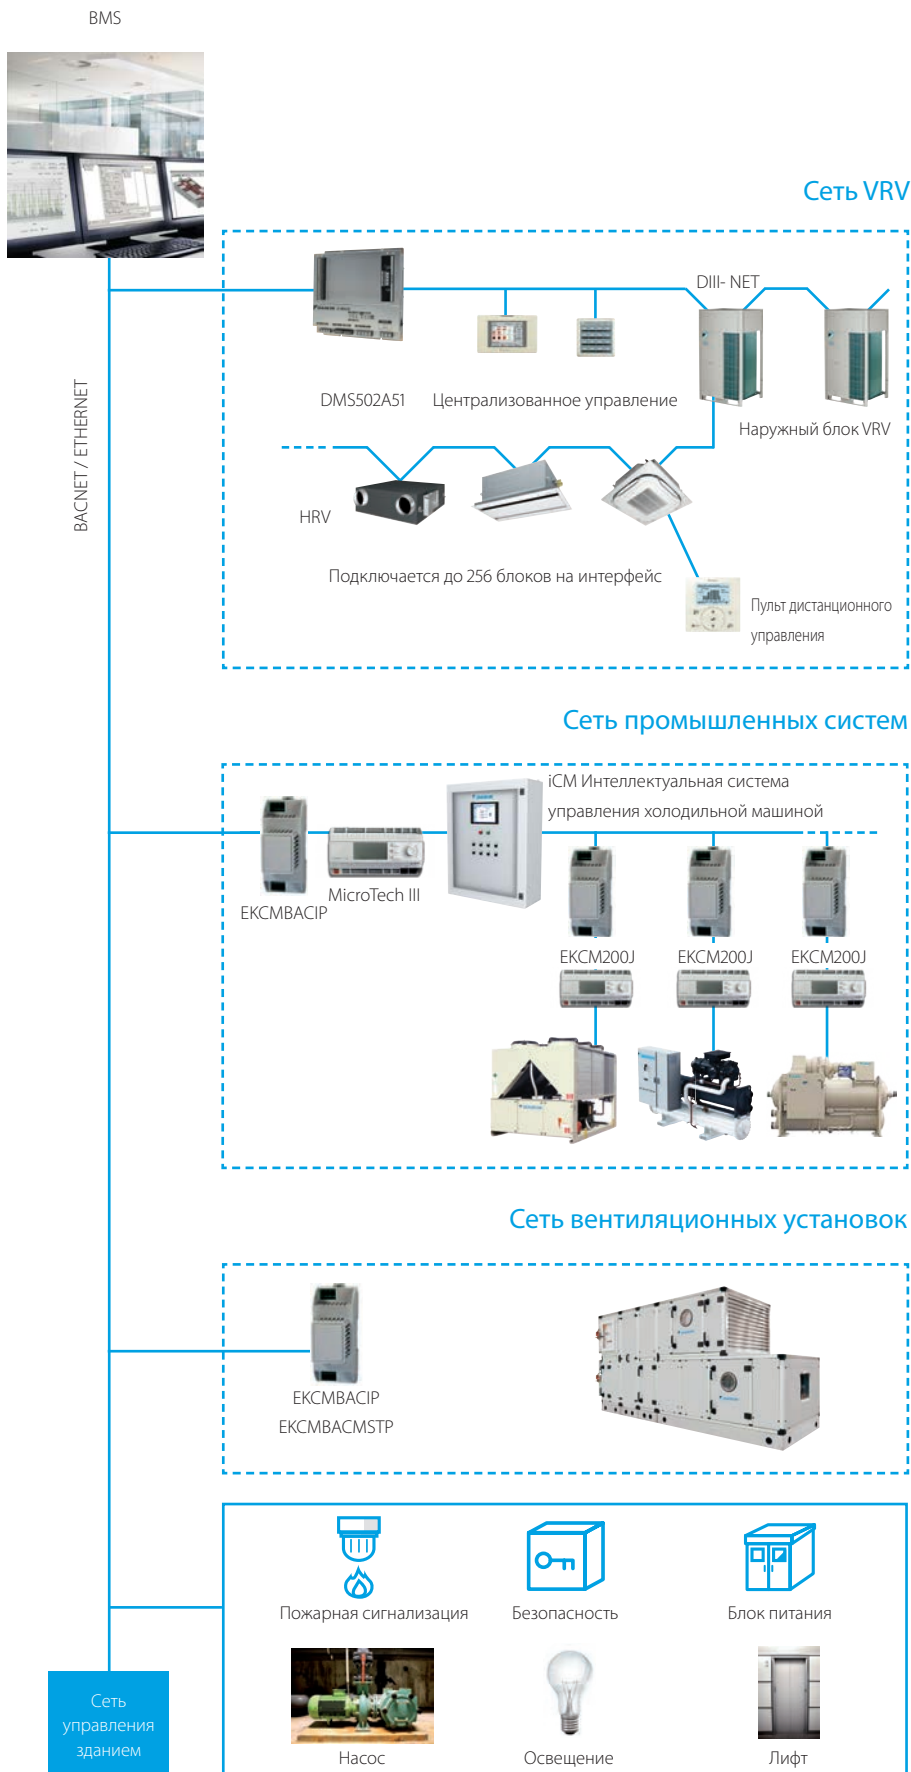 BMS
Сеть VRV
DIII- NET
DMS502A51
Централизованное управление
Наружный блок VRV
BACNET / ETHERNET
HRV
Подключается до 256 блоков на интерфейс
Пульт дистанционного
управления
Сеть промышленных систем
iCM Интеллектуальная система
управления холодильной машиной
MicroTech III
EKCMBACIP
EKCM200J
EKCM200J
EKCM200J
Сеть вентиляционных установок
EKCMBACIP
EKCMBACMSTP
Пожарная сигнализация
Безопасность
Блок питания
Сеть
управления
зданием
Насос
Освещение
Лифт